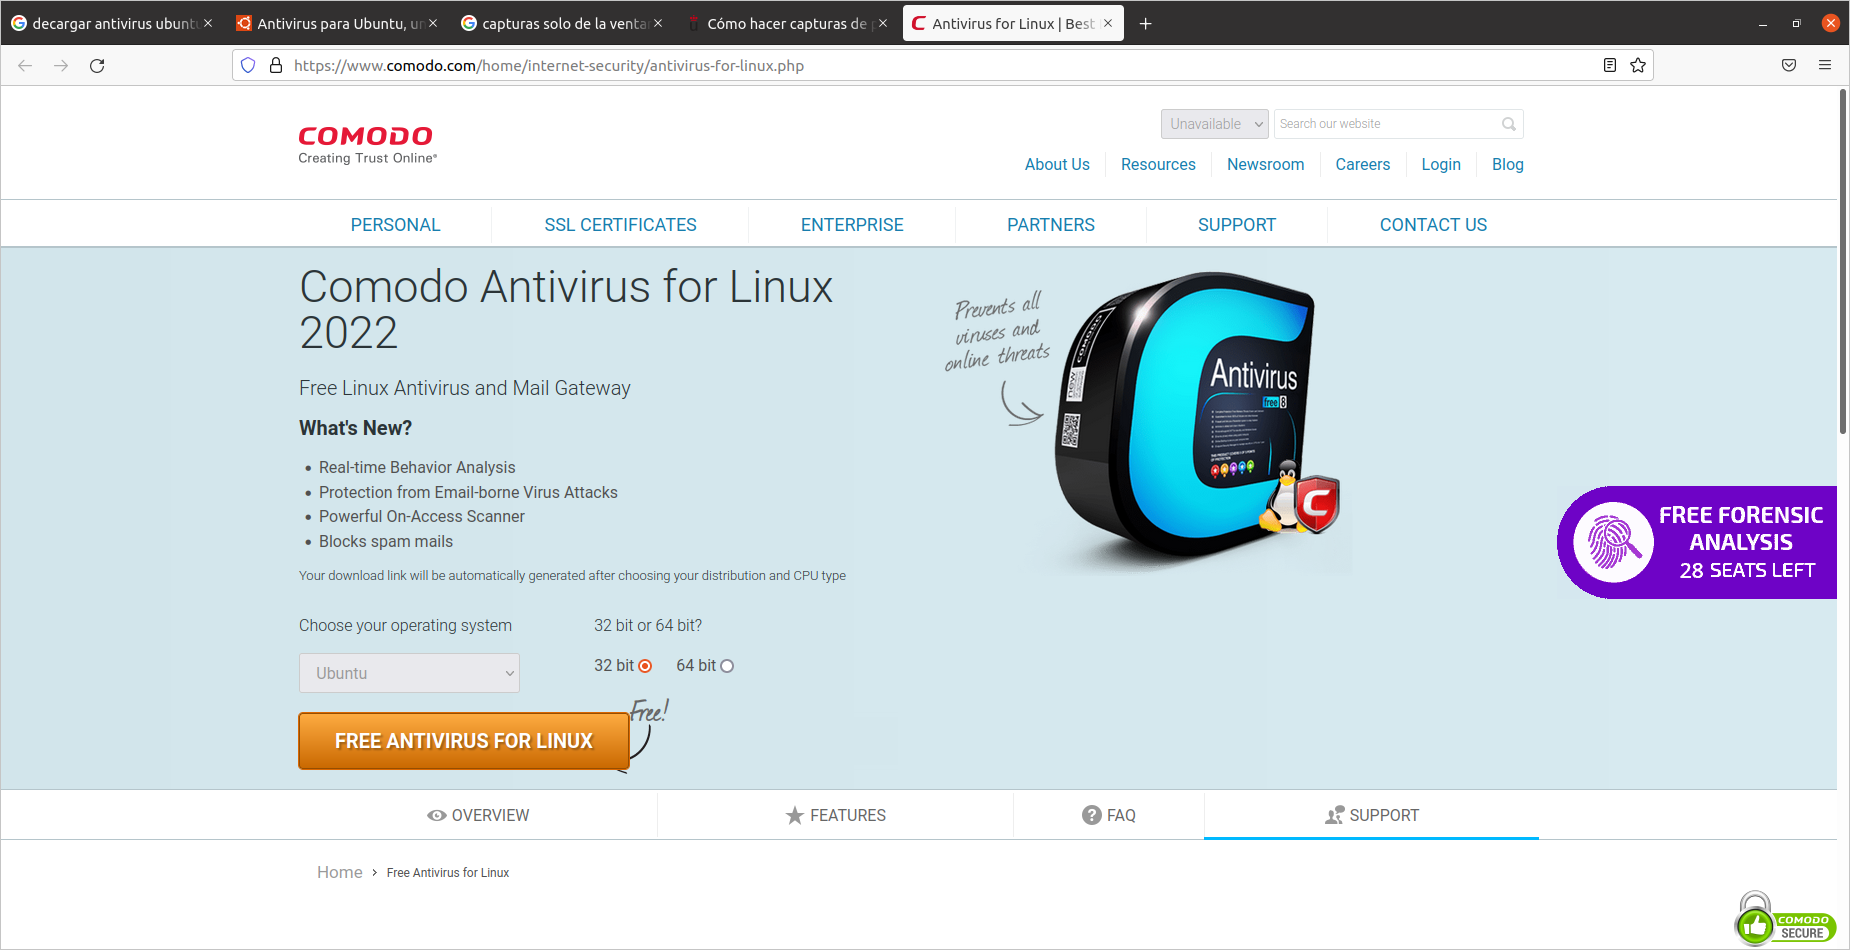 decargar antivirus ubunt
Antivirus para Ubuntu, un
capturas solo de la venta
Cómo hacer capturas de p
Antivirus for Linux | Best
https://www.comodo.com/home/internet-security/antivirus-for-linux.php
COMODO
Creating Trust Online®
Unavailable
Search our website
About Us
Resources
Newsroom
Careers
Login
Blog
PERSONAL
SSL CERTIFICATES
ENTERPRISE
PARTNERS
SUPPORT
CONTACT US
Comodo Antivirus for Linux
2022
Free Linux Antivirus and Mail Gateway
What's New?
Real-time Behavior Analysis
Protection from Email-borne Virus Attacks
Powerful On-Access Scanner
Blocks spam mails
Your download link will be automatically generated after choosing your distribution and CPU type
Choose your operating system
32 bit or 64 bit?
Ubuntu
32 bit
64 bit
Free!
FREE ANTIVIRUS FOR LINUX
Prevents all
viruses and
online threats
COMODO
new
Antivirus
free 8
FREE FORENSIC
ANALYSIS
28 SEATS LEFT
OVERVIEW
FEATURES
FAQ
SUPPORT
Home
Free Antivirus for Linux
COMODO
SECURE